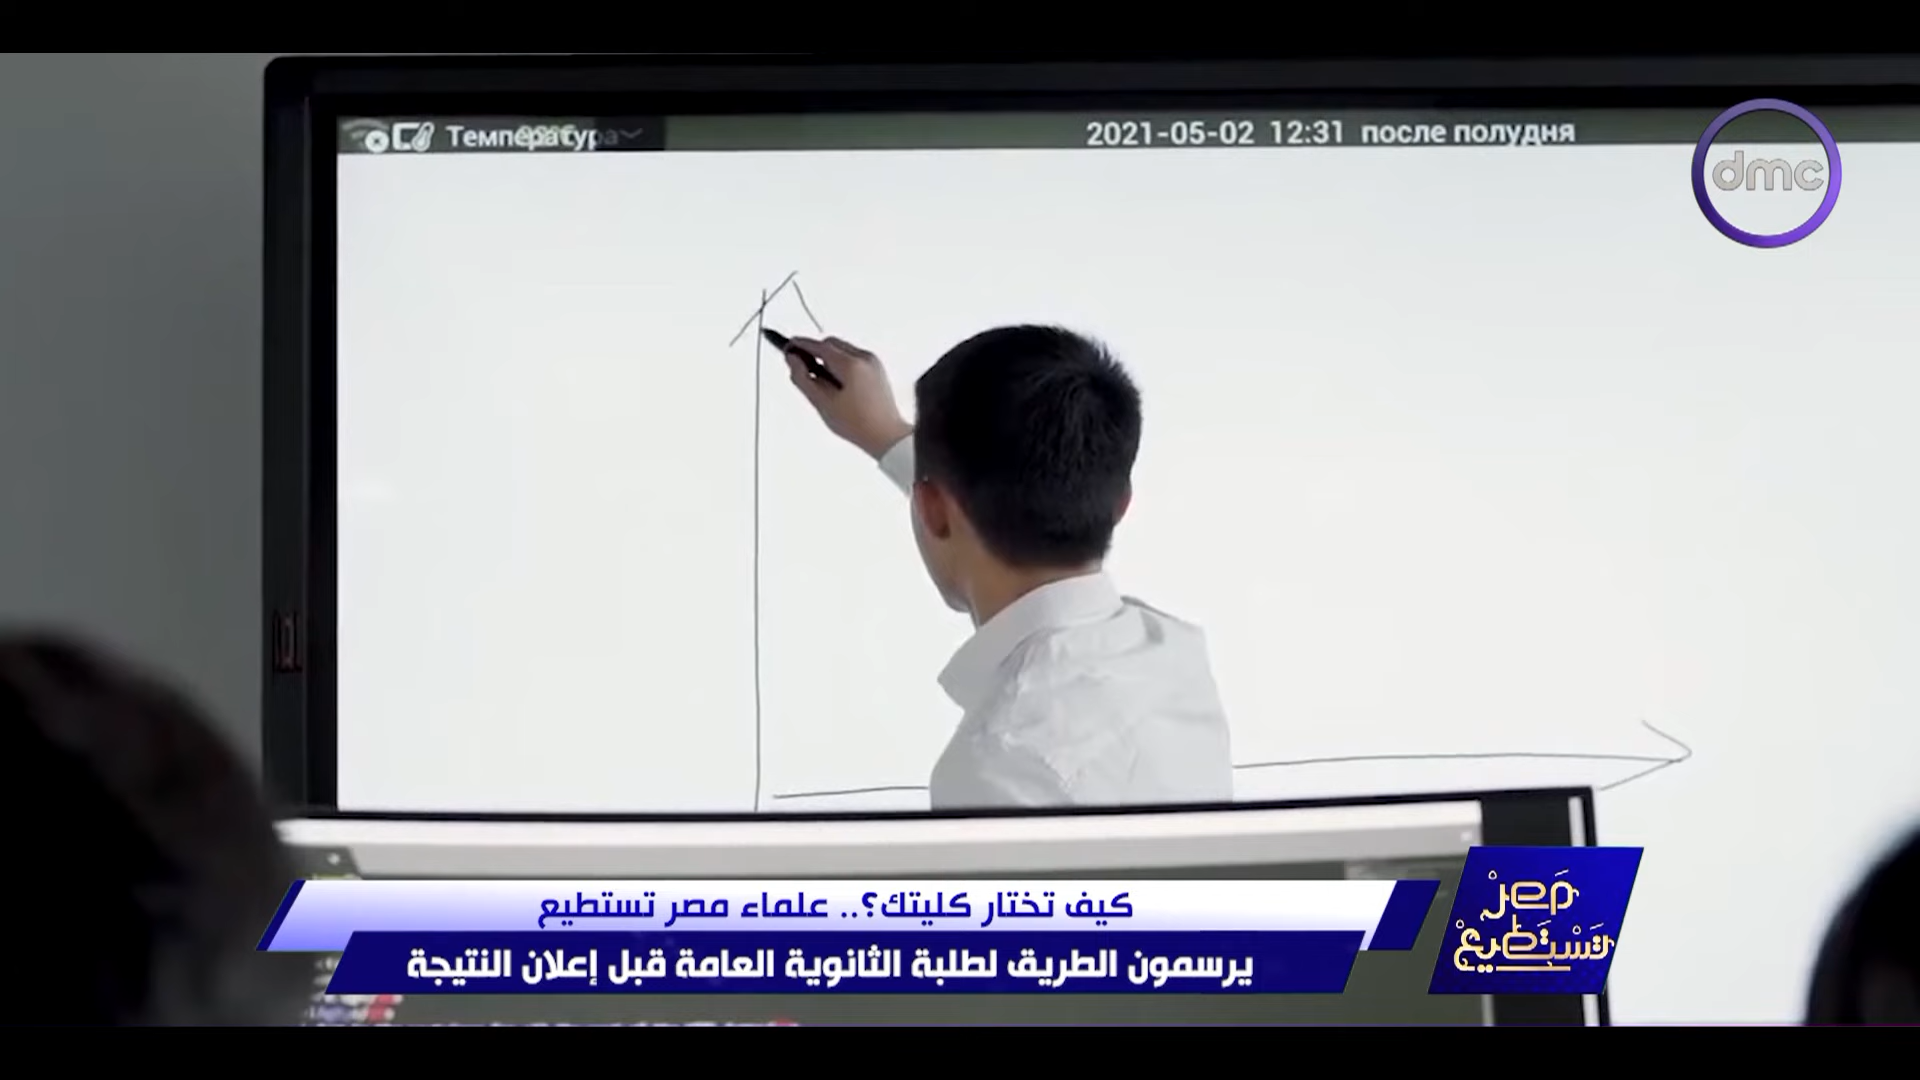 Температура
2021-05-02 12:31 после полудня
dmc
كيف تختار كليتك؟.. علماء مصر تستطيع
يرسمون الطريق لطلبة الثانوية العامة قبل إعلان النتيجة
مصر
تستطيع